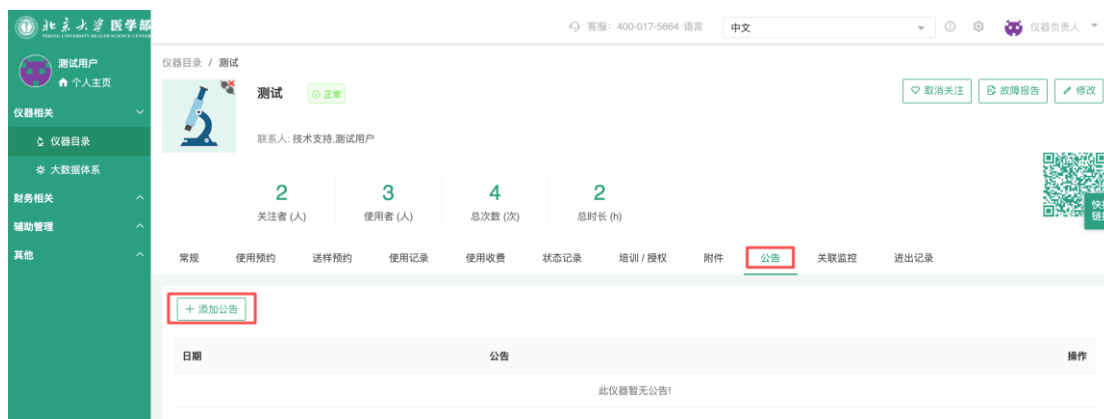 北京大学 医学部
PEKING UNIVERSITY HEALTH SCIENCE CENTER
客服: 400-017-5664 语言 中文 仪器负责人
测试用户
个人主页
仪器相关
仪器目录
大数据体系
财务相关
辅助管理
其他
仪器目录 / 测试
测试 正常
取消关注 故障报告 修改
联系人: 技术支持,测试用户
2 3 4 2
关注者 (人) 使用者 (人) 总次数 (次) 总时长 (h)
快
链
常规 使用预约 送样预约 使用记录 使用收费 状态记录 培训 / 授权 附件 公告 关联监控 进出记录
+ 添加公告
日期 公告 操作
此仪器暂无公告!